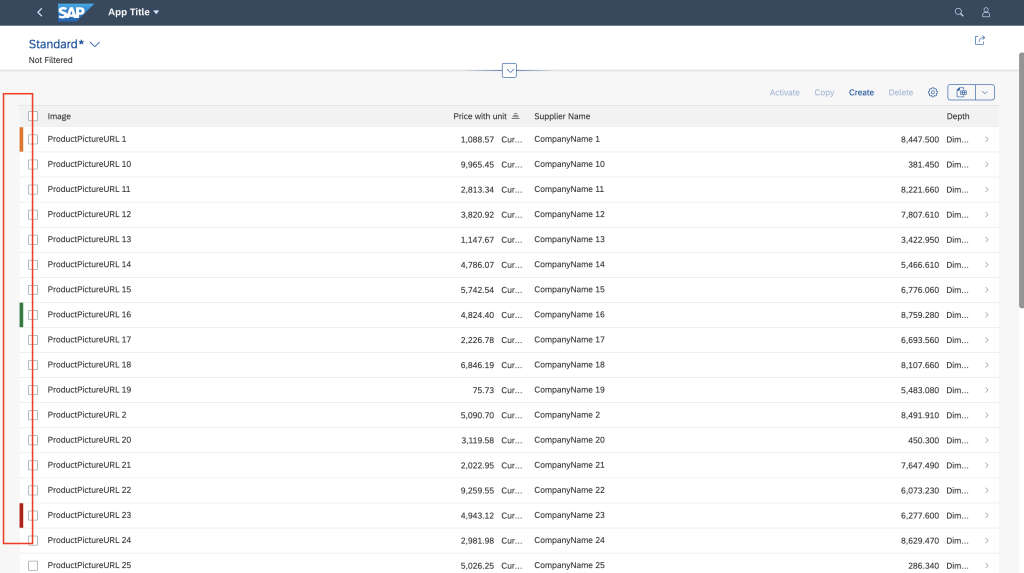 SAP App Title
Standard*
Not Filtered
Activate Copy Create Delete
Image Price with unit Supplier Name Depth
ProductPictureURL 1 1,088.57 Cur... CompanyName 1 8,447.500 Dim...
ProductPictureURL 10 9,965.45 Cur... CompanyName 10 381.450 Dim...
ProductPictureURL 11 2,813.34 Cur... CompanyName 11 8,221.660 Dim...
ProductPictureURL 12 3,820.92 Cur... CompanyName 12 7,807.610 Dim...
ProductPictureURL 13 1,147.67 Cur... CompanyName 13 3,422.950 Dim...
ProductPictureURL 14 4,786.07 Cur... CompanyName 14 5,466.610 Dim...
ProductPictureURL 15 5,742.54 Cur... CompanyName 15 6,776.060 Dim...
ProductPictureURL 16 4,824.40 Cur... CompanyName 16 8,759.280 Dim...
ProductPictureURL 17 2,226.78 Cur... CompanyName 17 6,693.560 Dim...
ProductPictureURL 18 6,846.19 Cur... CompanyName 18 8,107.660 Dim...
ProductPictureURL 19 75.73 Cur... CompanyName 19 5,483.080 Dim...
ProductPictureURL 2 5,090.70 Cur... CompanyName 2 8,491.910 Dim...
ProductPictureURL 20 3,119.58 Cur... CompanyName 20 450.300 Dim...
ProductPictureURL 21 2,022.95 Cur... CompanyName 21 7,647.490 Dim...
ProductPictureURL 22 9,259.55 Cur... CompanyName 22 6,073.230 Dim...
ProductPictureURL 23 4,943.12 Cur... CompanyName 23 6,277.600 Dim...
ProductPictureURL 24 2,981.98 Cur... CompanyName 24 8,629.470 Dim...
ProductPictureURL 25 5,026.25 Cur... CompanyName 25 286.340 Dim...